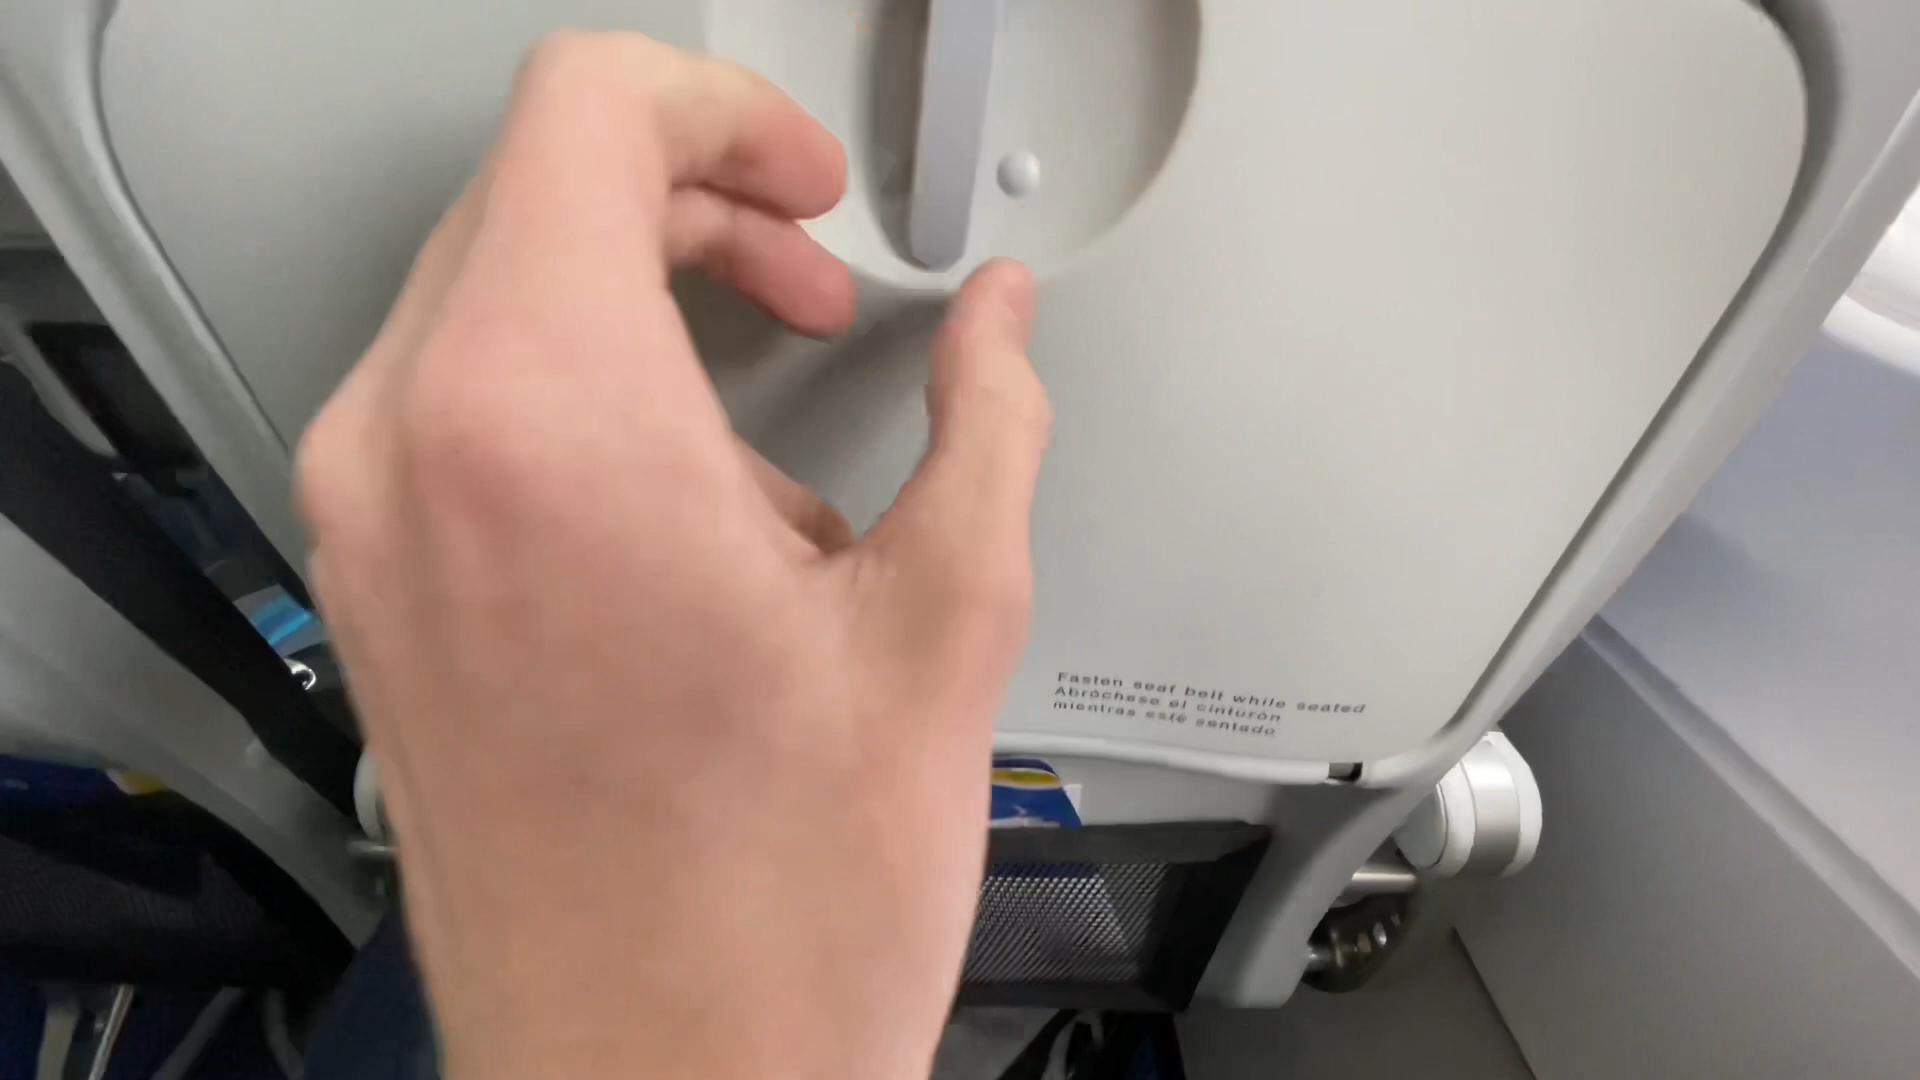 Fasten seat belt while seated
Abróchese el cinturón
mientras esté sentado